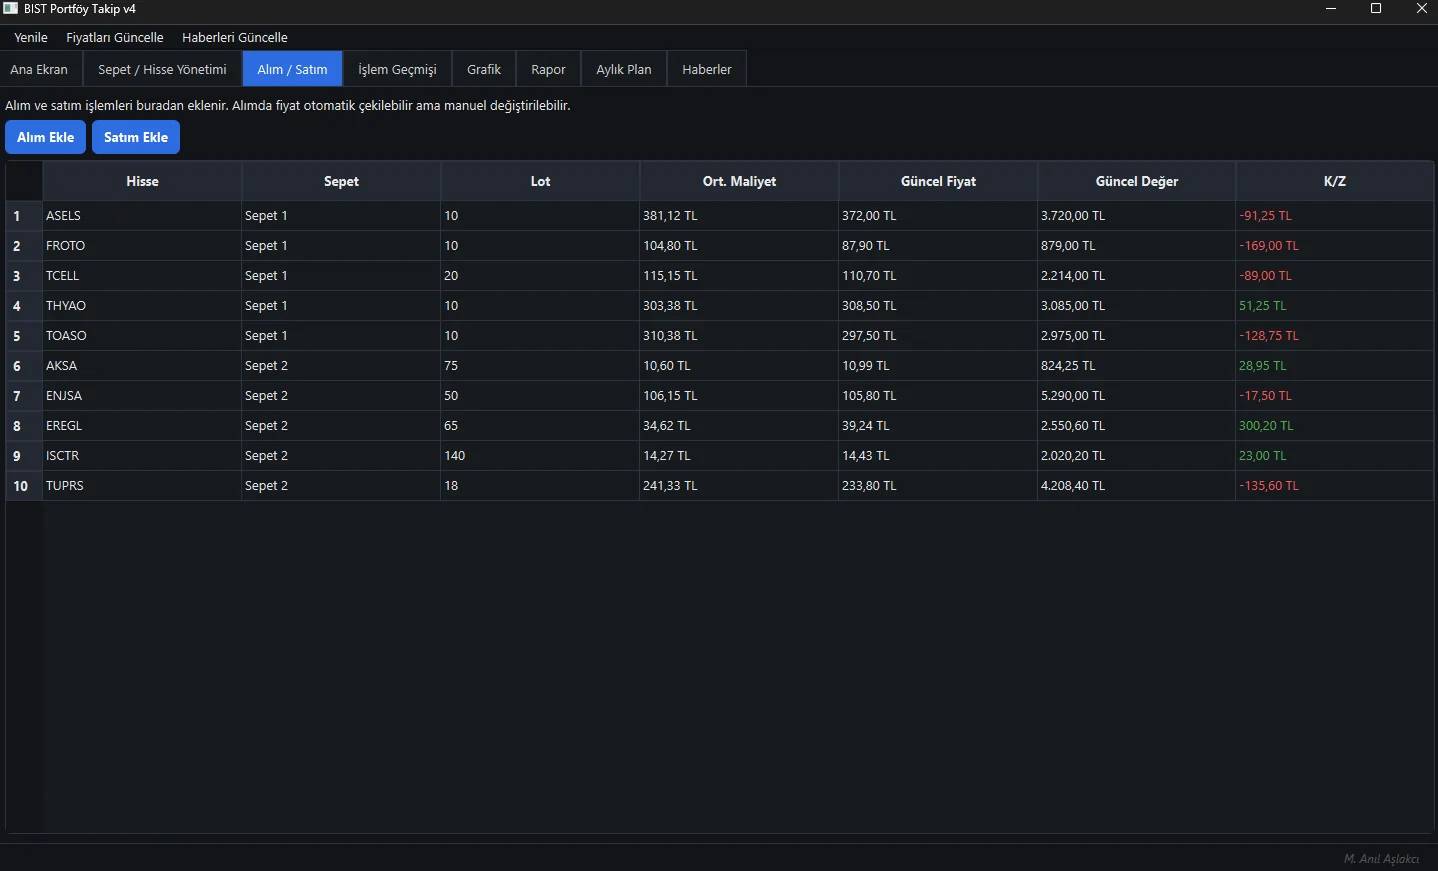 BIST Portföy Takip v4
Yenile Fiyatları Güncelle Haberleri Güncelle
Ana Ekran Sepet / Hisse Yönetimi Alım / Satım İşlem Geçmişi Grafik Rapor Aylık Plan Haberler
Alım ve satım işlemleri buradan eklenir. Alımda fiyat otomatik çekilebilir ama manuel değiştirilebilir.
Alım Ekle Satım Ekle
Hisse Sepet Lot Ort. Maliyet Güncel Fiyat Güncel Değer K/Z
1 ASELS Sepet 1 10 381,12 TL 372,00 TL 3.720,00 TL -91,25 TL
2 FROTO Sepet 1 10 104,80 TL 87,90 TL 879,00 TL -169,00 TL
3 TCELL Sepet 1 20 115,15 TL 110,70 TL 2.214,00 TL -89,00 TL
4 THYAO Sepet 1 10 303,38 TL 308,50 TL 3.085,00 TL 51,25 TL
5 TOASO Sepet 1 10 310,38 TL 297,50 TL 2.975,00 TL -128,75 TL
6 AKSA Sepet 2 75 10,60 TL 10,99 TL 824,25 TL 28,95 TL
7 ENJSA Sepet 2 50 106,15 TL 105,80 TL 5.290,00 TL -17,50 TL
8 EREGL Sepet 2 65 34,62 TL 39,24 TL 2.550,60 TL 300,20 TL
9 ISCTR Sepet 2 140 14,27 TL 14,43 TL 2.020,20 TL 23,00 TL
10 TUPRS Sepet 2 18 241,33 TL 233,80 TL 4.208,40 TL -135,60 TL
M. Anıl Aşlakcı